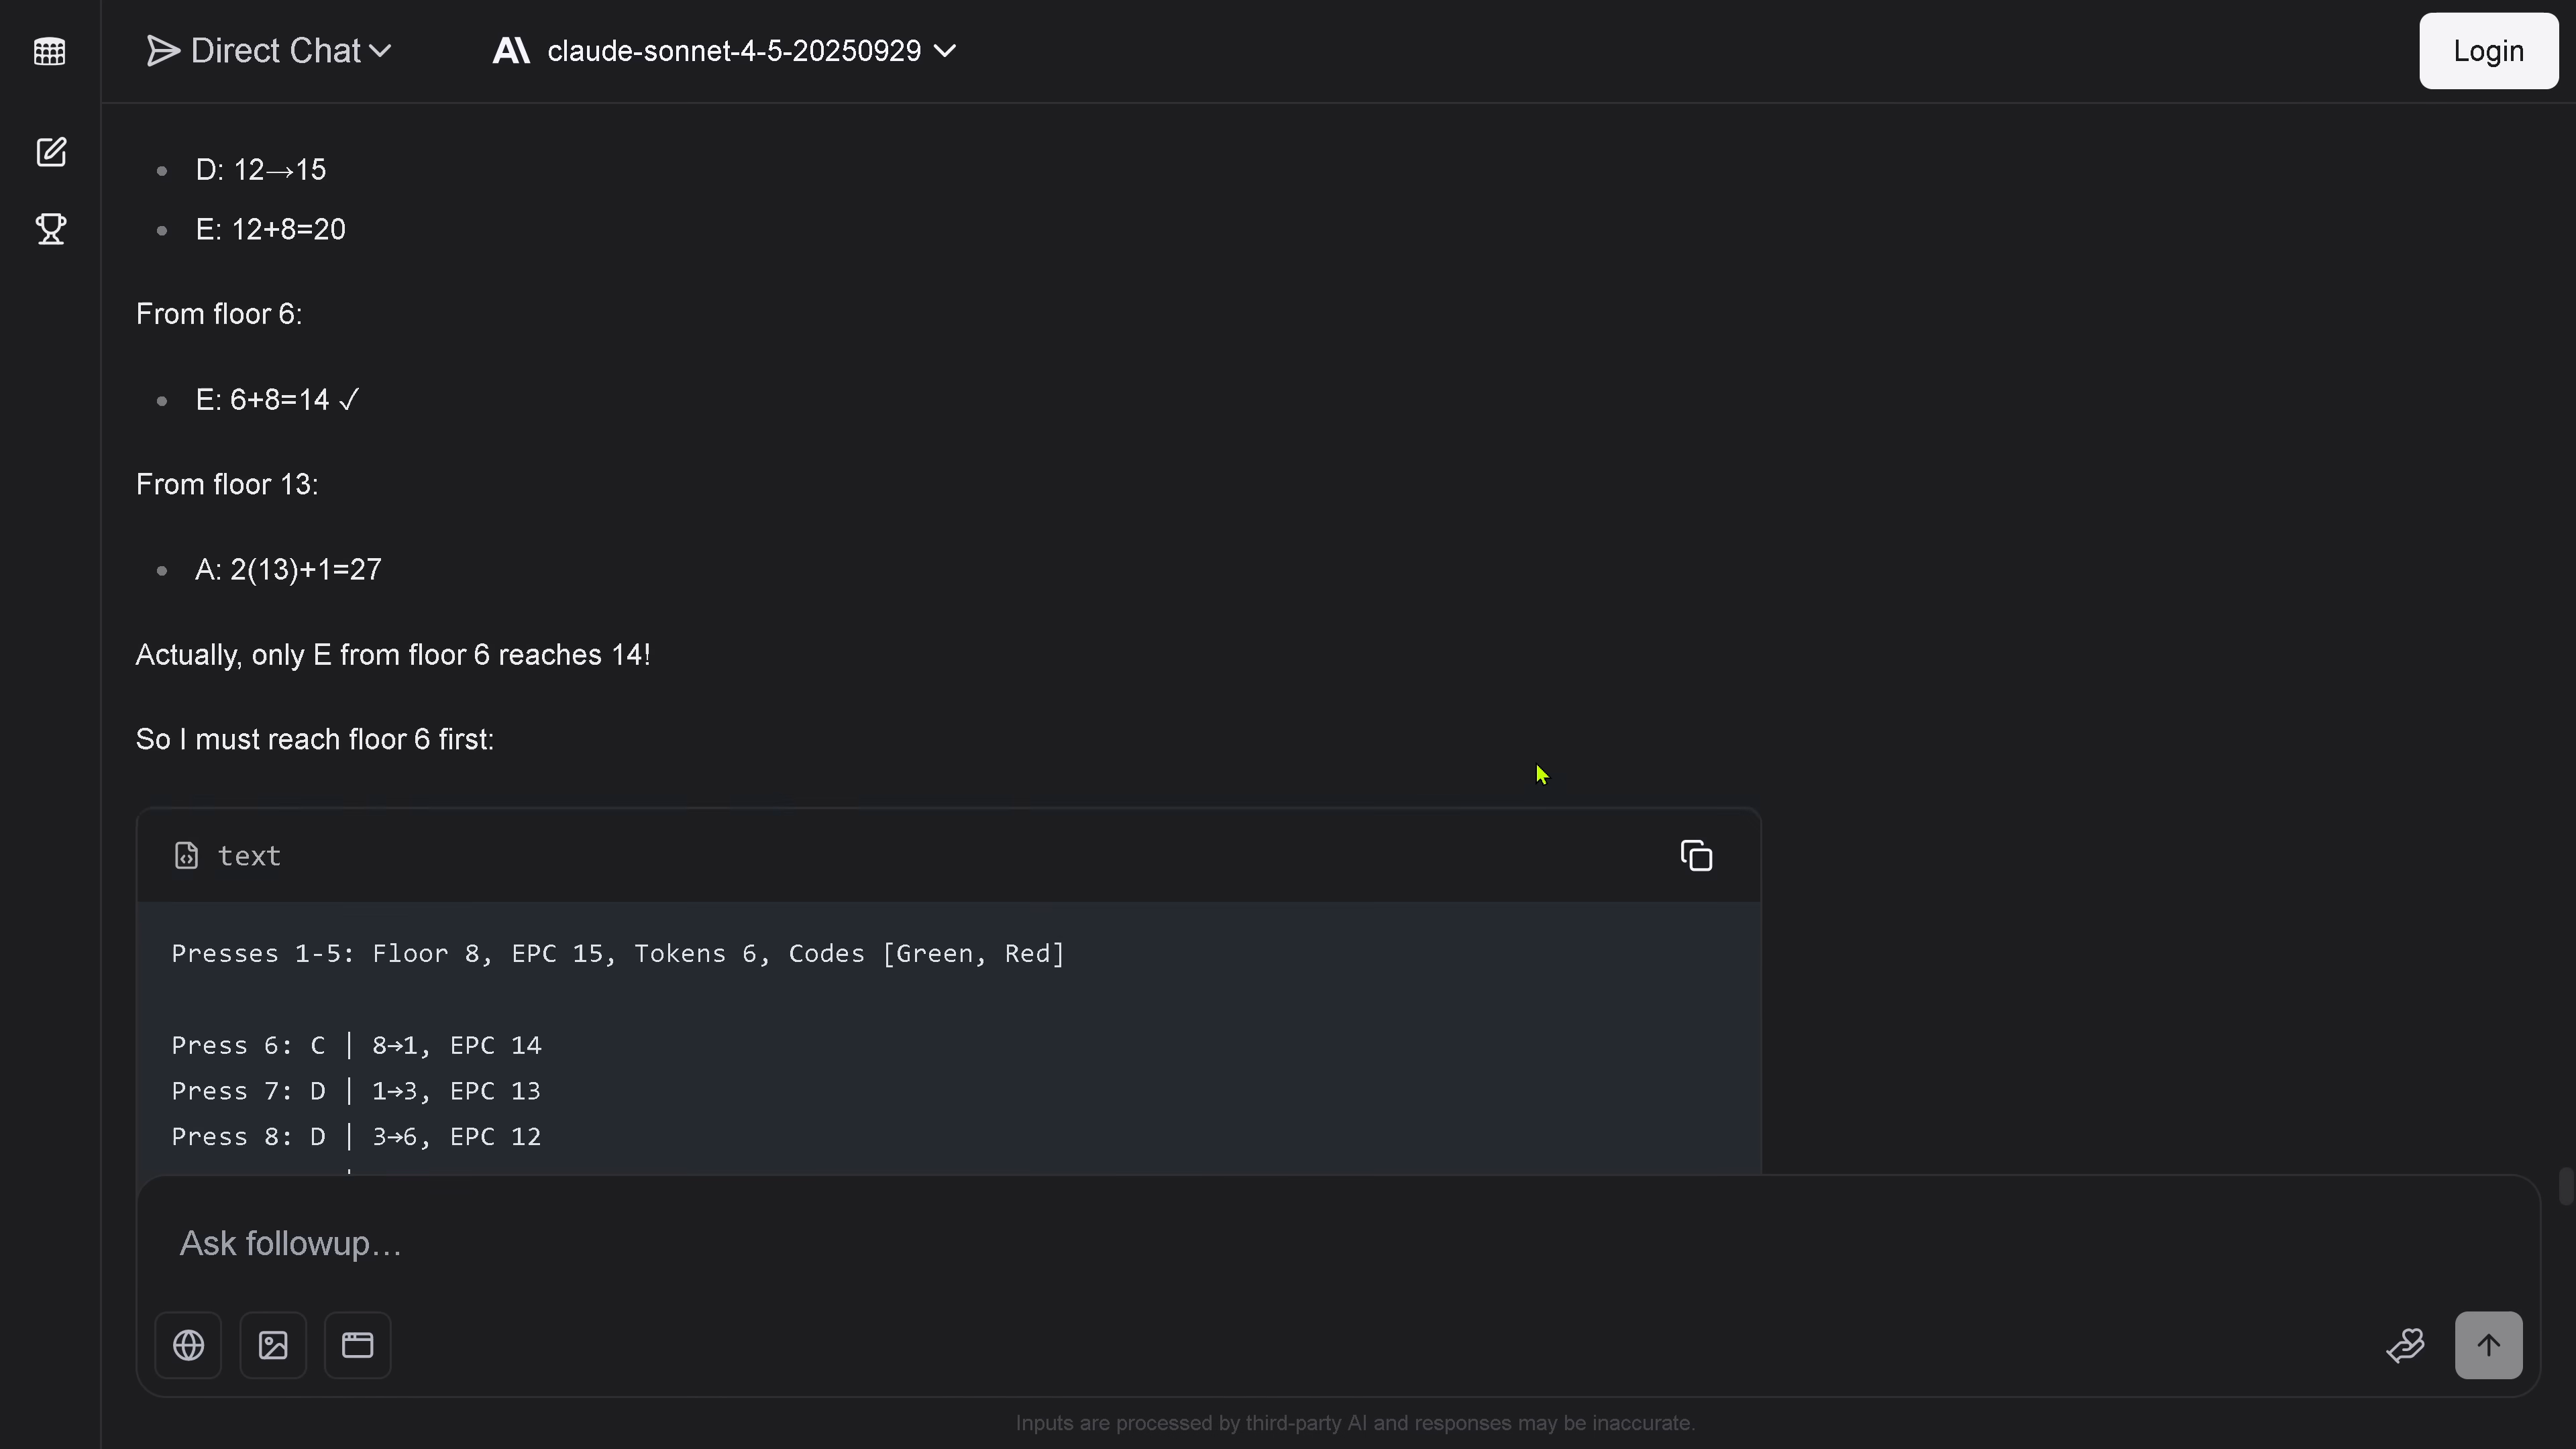 Direct Chat
claude-sonnet-4-5-20250929
Login
D: 12→15
E: 12+8=20
From floor 6:
E: 6+8=14 ✓
From floor 13:
A: 2(13)+1=27
Actually, only E from floor 6 reaches 14!
So I must reach floor 6 first:
text
Presses 1-5: Floor 8, EPC 15, Tokens 6, Codes [Green, Red]
Press 6: C | 8→1, EPC 14
Press 7: D | 1→3, EPC 13
Press 8: D | 3→6, EPC 12
Ask followup…
Inputs are processed by third-party AI and responses may be inaccurate.